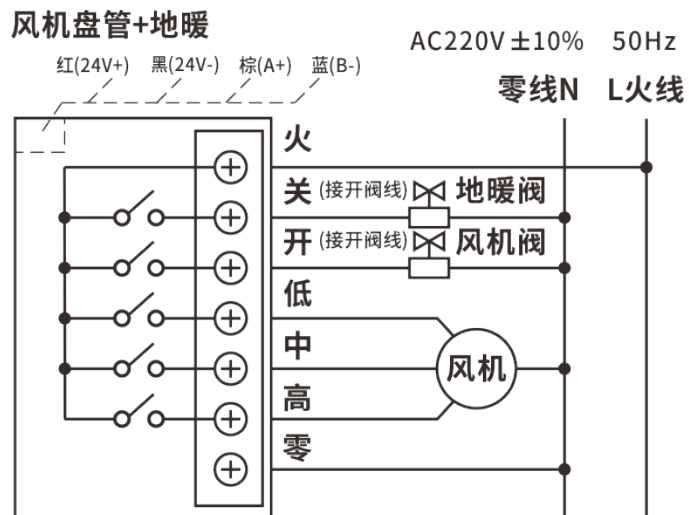 风机盘管+地暖
AC220V±10% 50Hz
红(24V+) 黑(24V-) 棕(A+) 蓝(B-)
零线N L火线
火
关 (接开阀线) 地暖阀
开 (接开阀线) 风机阀
低
中
风机
高
零